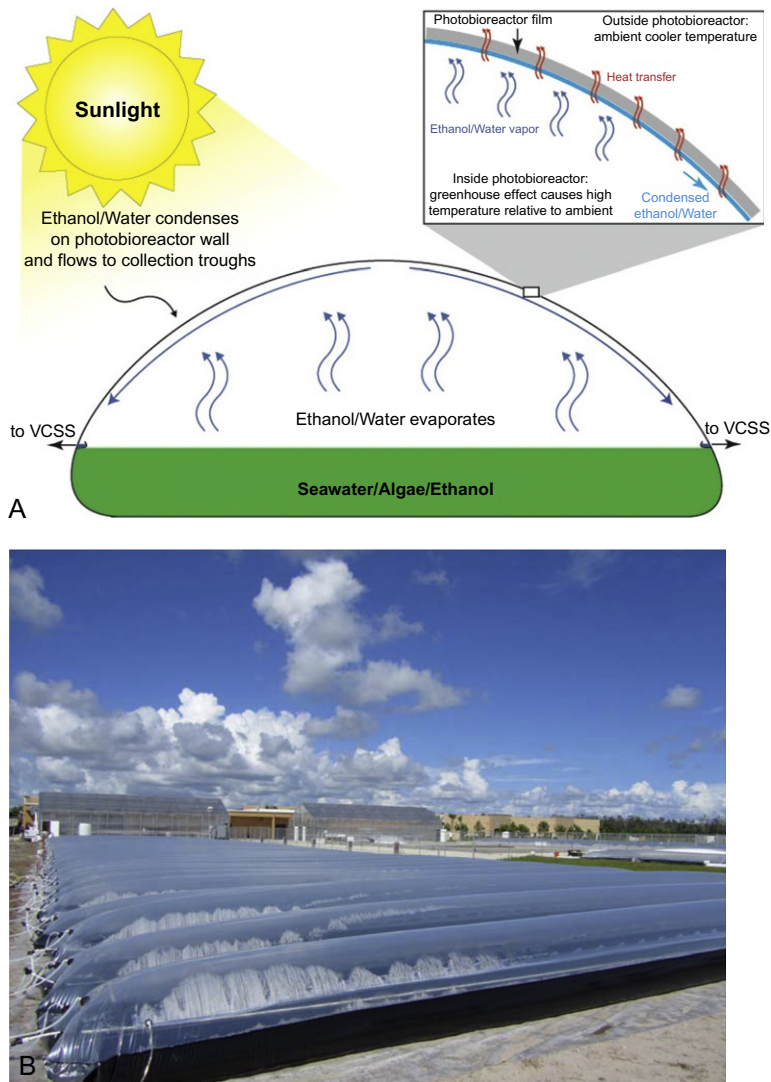 Sunlight
Ethanol/Water condenses
on photobioreactor wall
and flows to collection troughs
Photobioreactor film
Outside photobioreactor:
ambient cooler temperature
Heat transfer
Ethanol/Water vapor
Inside photobioreactor:
greenhouse effect causes high
temperature relative to ambient
Condensed
ethanol/Water
to VCSS
Ethanol/Water evaporates
to VCSS
Seawater/Algae/Ethanol
A
B